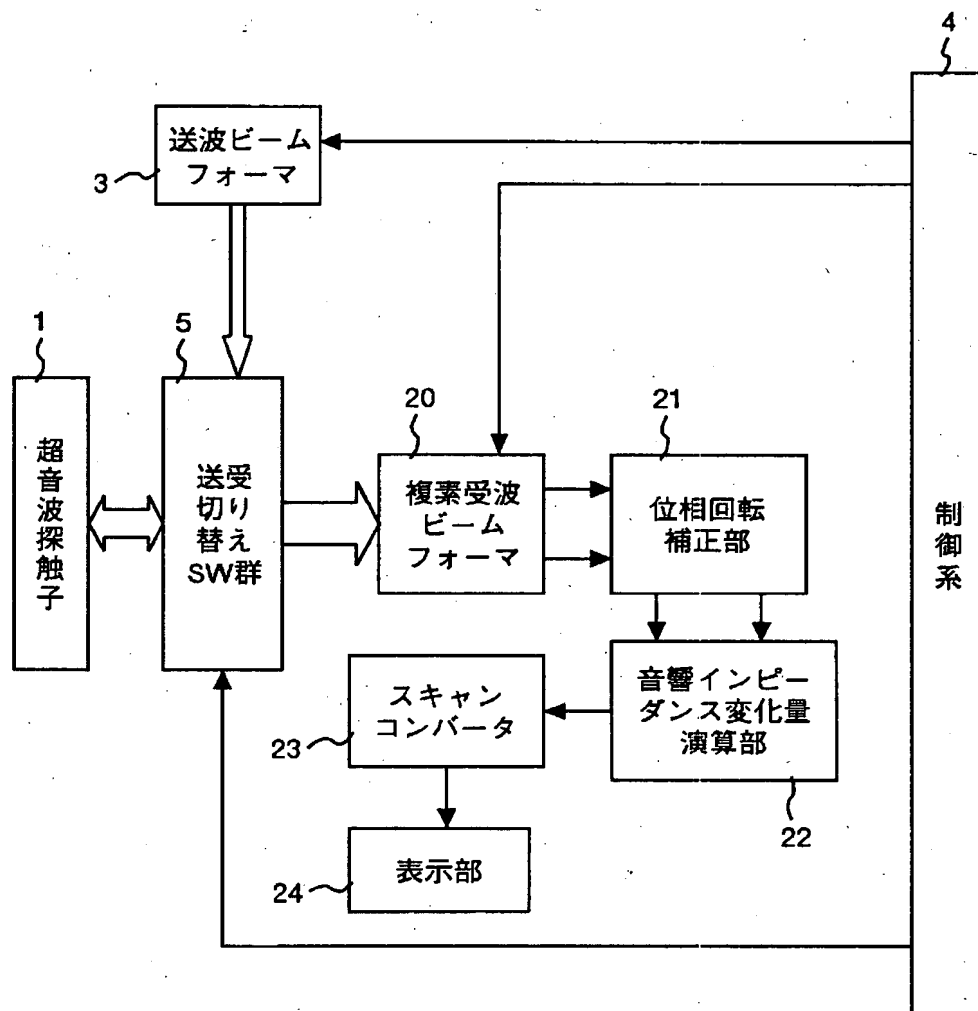 4
送波ビーム
フォーマ
3
1
5
20
21
超音波探触子
送受
切り
替え
SW群
複素受波
ビーム
フォーマ
位相回転
補正部
制御系
スキャン
コンバータ
23
音響インピー
ダンス変化量
演算部
22
表示部
24